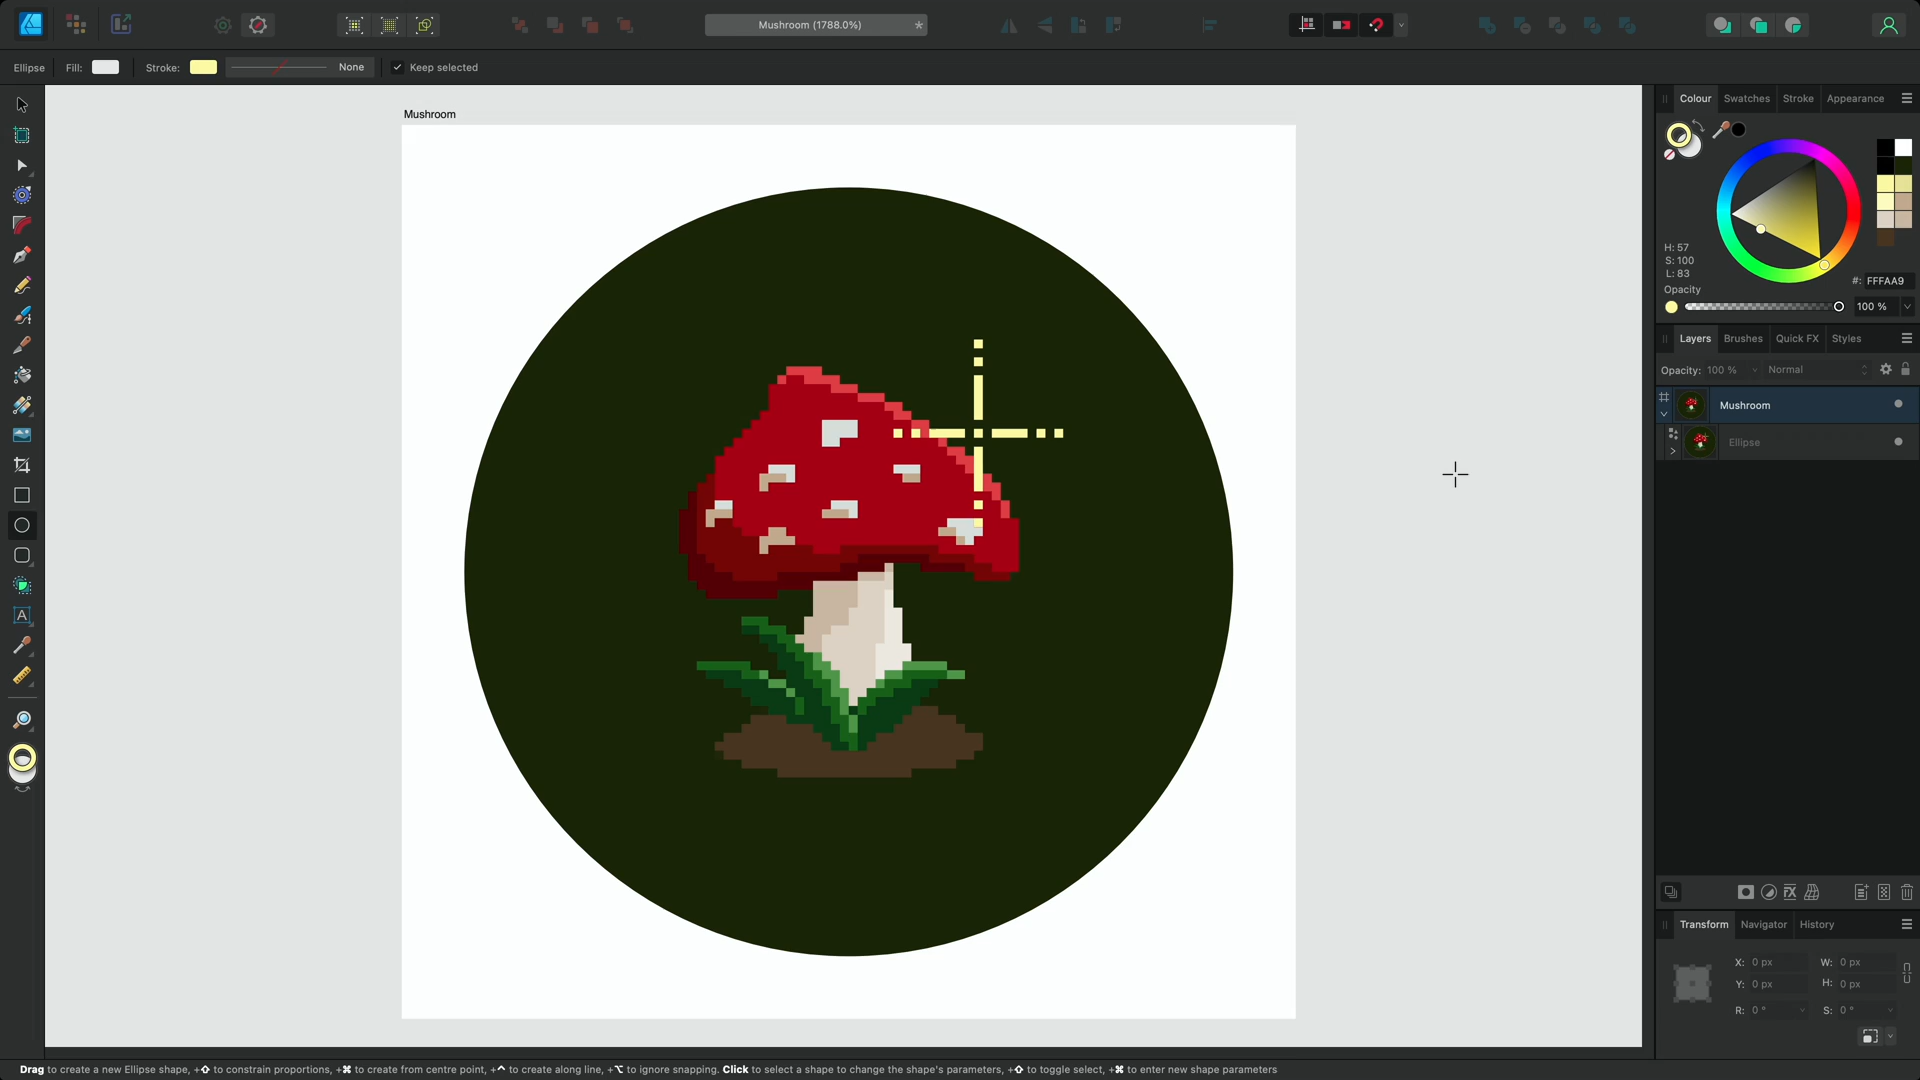 Mushroom (1788.0%)
*
Ellipse Fill: Stroke: None Keep selected
Mushroom
Colour Swatches Stroke Appearance
H: 57
S: 100
L: 83
#: FFFAA9
Opacity
100 %
Layers Brushes Quick FX Styles
Opacity: 100 % Normal
Mushroom
Ellipse
A
FX
Transform Navigator History
X: 0 px W: 0 px
Y: 0 px H: 0 px
R: 0 ° S: 0 °
Drag to create a new Ellipse shape, +⇧ to constrain proportions, +⌘ to create from centre point, +^ to create along line, +⌥ to ignore snapping. Click to select a shape to change the shape's parameters, +⇧ to toggle select, +⌘ to enter new shape parameters